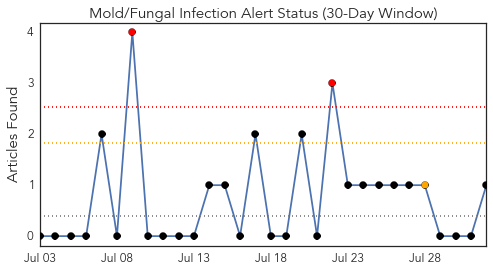 Mold/Fungal Infection Alert Status (30-Day Window)
Articles Found
4
3
2
1
0
Jul 03 Jul 08 Jul 13 Jul 18 Jul 23 Jul 28